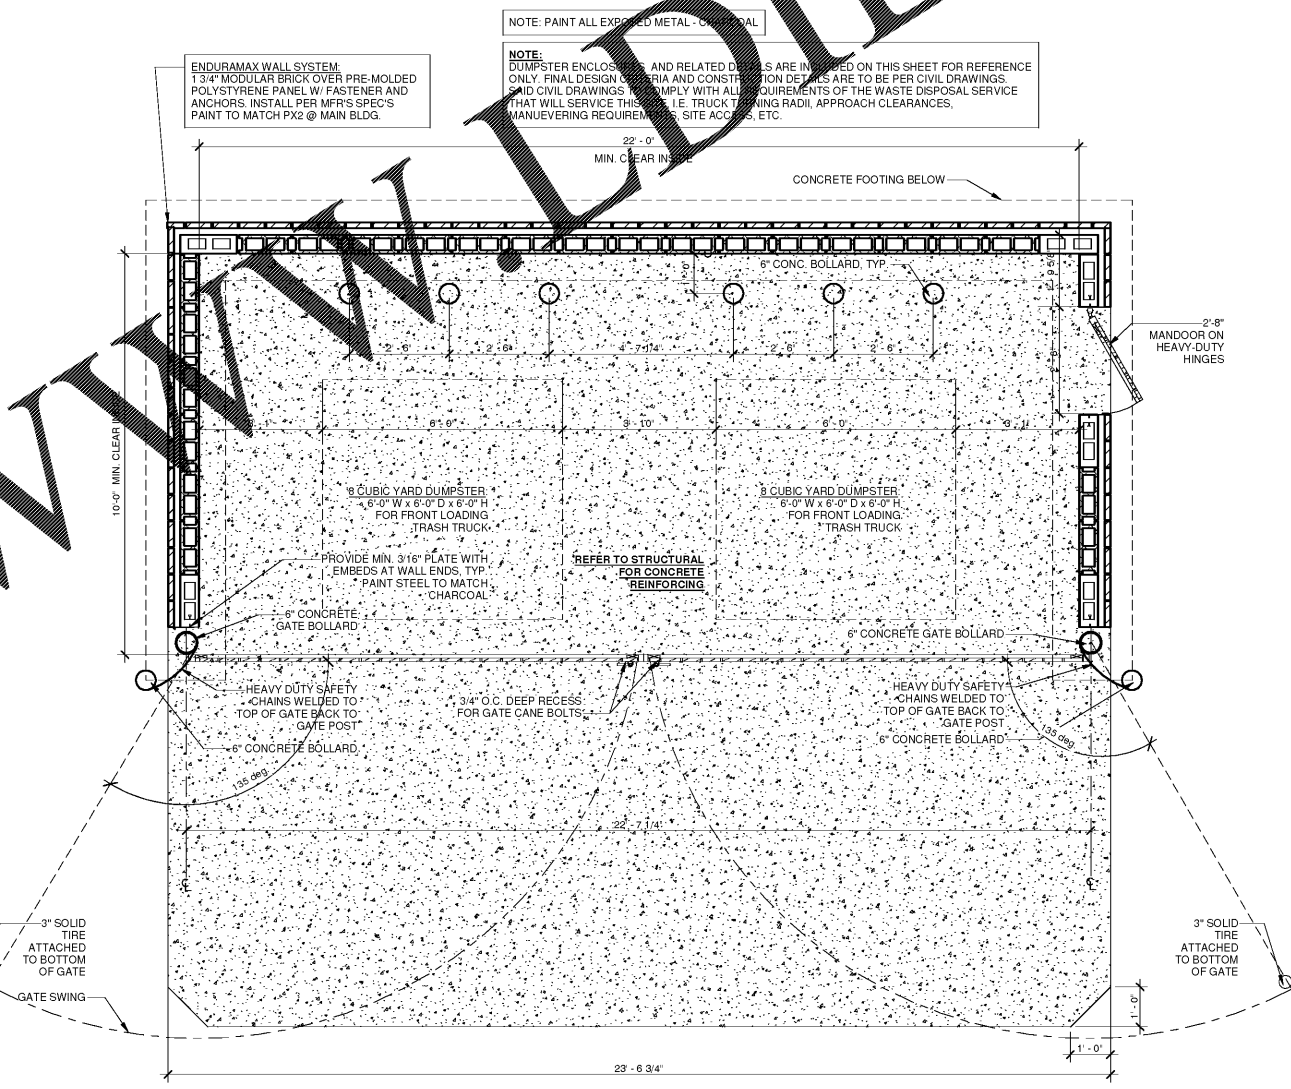 NOTE: PAINT ALL EXPOSED METAL - CHARCOAL
ENDURAMAX WALL SYSTEM:
1 3/4" MODULAR BRICK OVER PRE-MOLDED
POLYSTYRENE PANEL W/ FASTENER AND
ANCHORS. INSTALL PER MFR'S SPEC'S
PAINT TO MATCH PX2 @ MAIN BLDG.
NOTE:
DUMPSTER ENCLOSURES AND RELATED DETAILS ARE INCLUDED ON THIS SHEET FOR REFERENCE
ONLY. FINAL DESIGN CRITERIA AND CONSTRUCTION DETAILS ARE TO BE PER CIVIL DRAWINGS.
SAID CIVIL DRAWINGS TO COMPLY WITH ALL REQUIREMENTS OF THE WASTE DISPOSAL SERVICE
THAT WILL SERVICE THIS SITE, I.E. TRUCK TURNING RADII, APPROACH CLEARANCES,
MANUEVERING REQUIREMENTS, SITE ACCESS, ETC.
22' - 0"
MIN. CLEAR INSIDE
CONCRETE FOOTING BELOW
6" CONC. BOLLARD, TYP.
2'-8"
MANDOOR ON
HEAVY-DUTY
HINGES
2' - 6"
2' - 6"
4' - 7 1/4"
2' - 6"
2' - 6"
10'-0" MIN. CLEAR
6' - 0"
3' - 10"
6' - 0"
3' - 1"
8 CUBIC YARD DUMPSTER:
6'-0" W x 6'-0" D x 6'-0" H
FOR FRONT LOADING
TRASH TRUCK
8 CUBIC YARD DUMPSTER:
6'-0" W x 6'-0" D x 6'-0" H
FOR FRONT LOADING
TRASH TRUCK
PROVIDE MIN. 3/16" PLATE WITH
EMBEDS AT WALL ENDS, TYP.
PAINT STEEL TO MATCH
CHARCOAL
REFER TO STRUCTURAL
FOR CONCRETE
REINFORCING
6" CONCRETE
GATE BOLLARD
6" CONCRETE GATE BOLLARD
HEAVY DUTY SAFETY
CHAINS WELDED TO
TOP OF GATE BACK TO
GATE POST
3/4" O.C. DEEP RECESS
FOR GATE CANE BOLTS
HEAVY DUTY SAFETY
CHAINS WELDED TO
TOP OF GATE BACK TO
GATE POST
6" CONCRETE BOLLARD
6" CONCRETE BOLLARD
135 deg.
135 deg.
22' - 7 1/4"
3" SOLID
TIRE
ATTACHED
TO BOTTOM
OF GATE
3" SOLID
TIRE
ATTACHED
TO BOTTOM
OF GATE
GATE SWING
1' - 0"
1' - 0"
23' - 6 3/4"
WWW.LDI